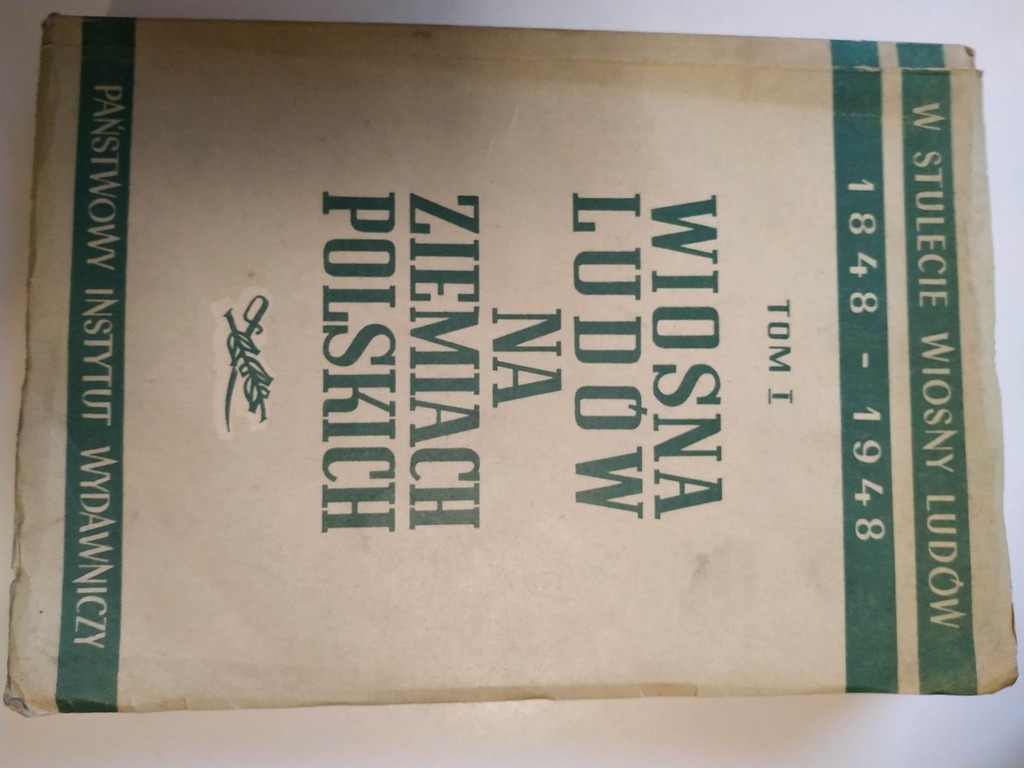 W STULECIE WIOSNY LUDÓW
1848 - 1948
TOM I
WIOSNA
LUDÓW
NA
ZIEMIACH
POLSKICH
PAŃSTWOWY INSTYTUT WYDAWNICZY